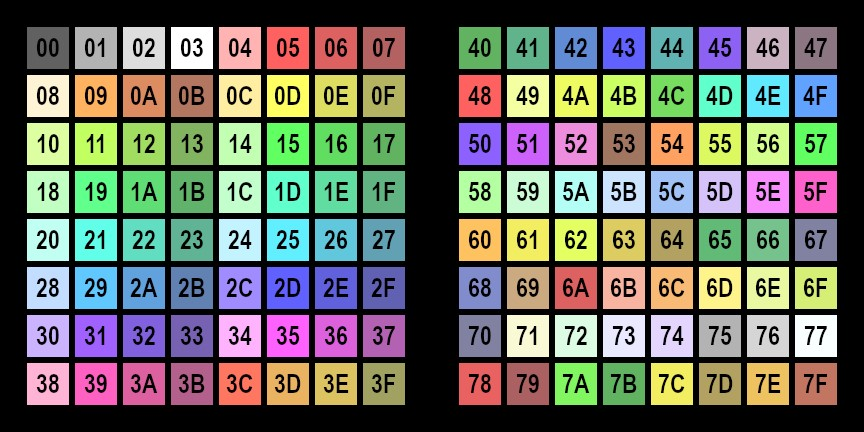 00 01 02 03 04 05 06 07 40 41 42 43 44 45 46 47
08 09 0A 0B 0C 0D 0E 0F 48 49 4A 4B 4C 4D 4E 4F
10 11 12 13 14 15 16 17 50 51 52 53 54 55 56 57
18 19 1A 1B 1C 1D 1E 1F 58 59 5A 5B 5C 5D 5E 5F
20 21 22 23 24 25 26 27 60 61 62 63 64 65 66 67
28 29 2A 2B 2C 2D 2E 2F 68 69 6A 6B 6C 6D 6E 6F
30 31 32 33 34 35 36 37 70 71 72 73 74 75 76 77
38 39 3A 3B 3C 3D 3E 3F 78 79 7A 7B 7C 7D 7E 7F